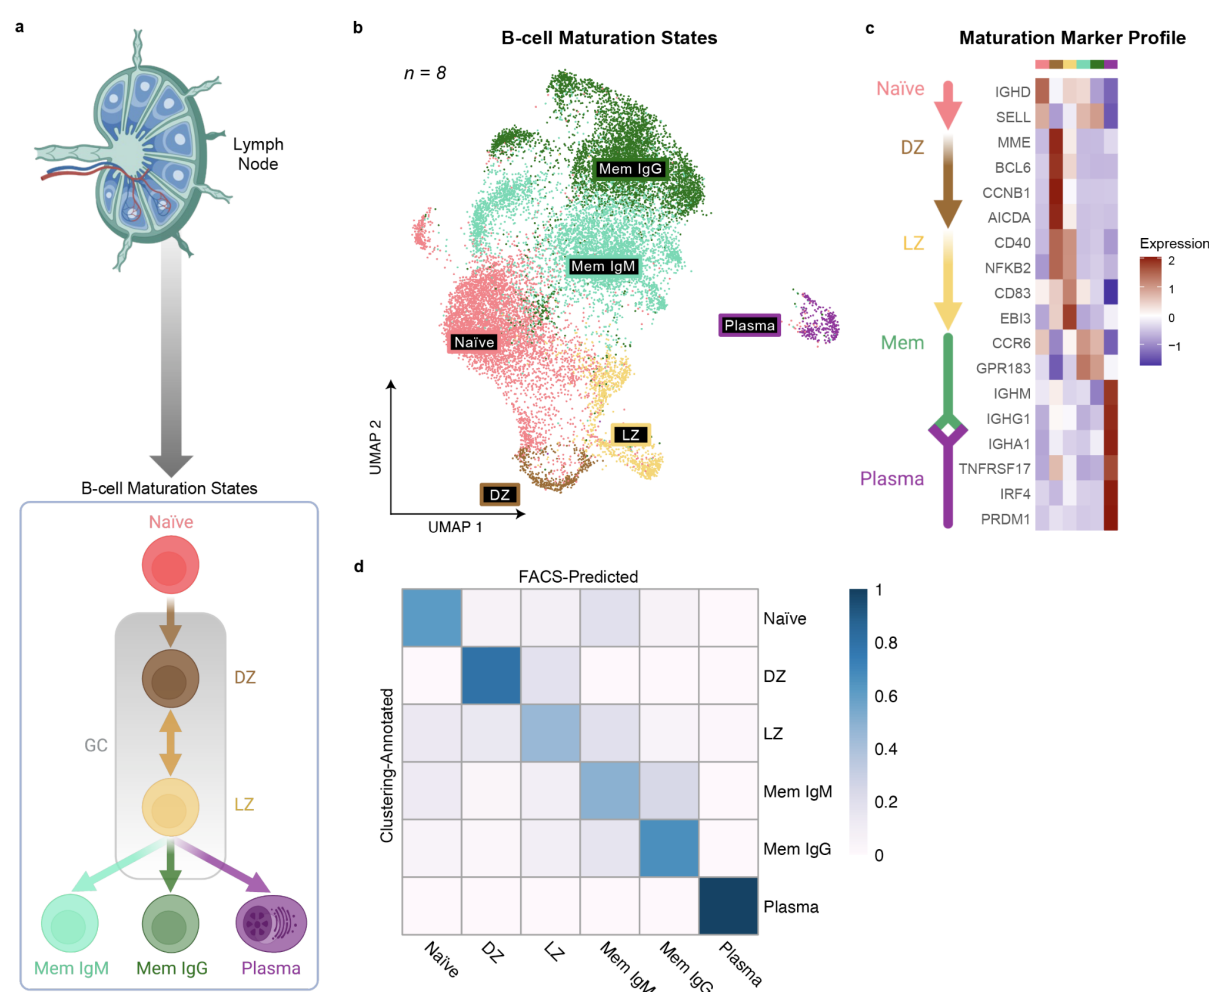 a
Lymph
Node
B-cell Maturation States
Naïve
DZ
GC
LZ
Mem IgM
Mem IgG
Plasma
b
B-cell Maturation States
n = 8
Mem IgG
Mem IgM
Plasma
Naïve
LZ
DZ
UMAP 2
UMAP 1
c
Maturation Marker Profile
Naïve
DZ
LZ
Mem
Plasma
IGHD
SELL
MME
BCL6
CCNB1
AICDA
CD40
NFKB2
CD83
EBI3
CCR6
GPR183
IGHM
IGHG1
IGHA1
TNFRSF17
IRF4
PRDM1
Expression
2
1
0
−1
d
FACS-Predicted
Clustering-Annotated
Naïve
DZ
LZ
Mem IgM
Mem IgG
Plasma
Naïve
DZ
LZ
Mem IgM
Mem IgG
Plasma
1
0.8
0.6
0.4
0.2
0